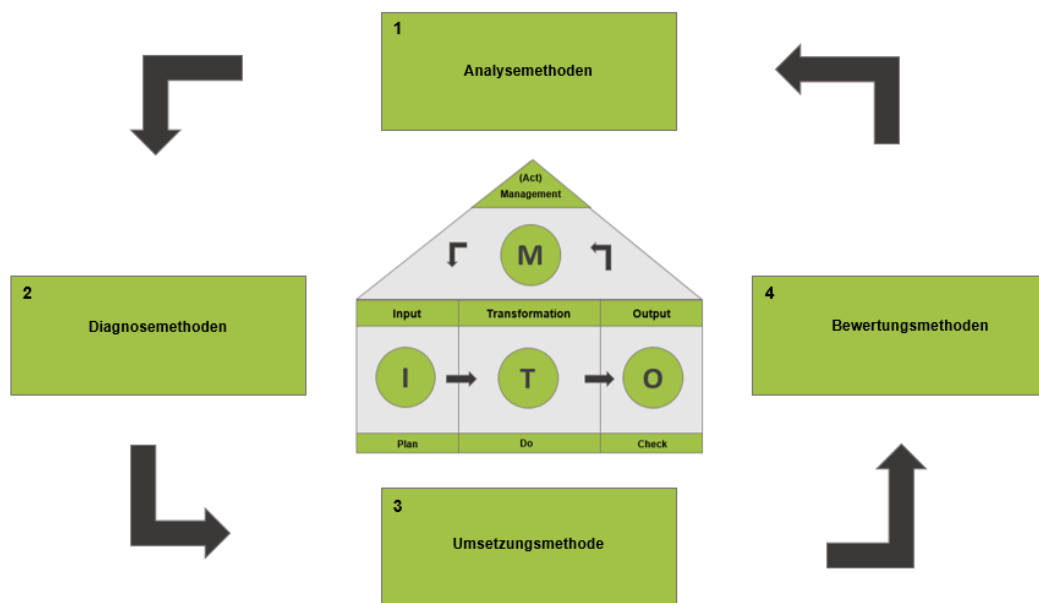 1
Analysemethoden
(Act)
Management
M
2
Diagnosemethoden
Input Transformation Output
I T O
Plan Do Check
4
Bewertungsmethoden
3
Umsetzungsmethode